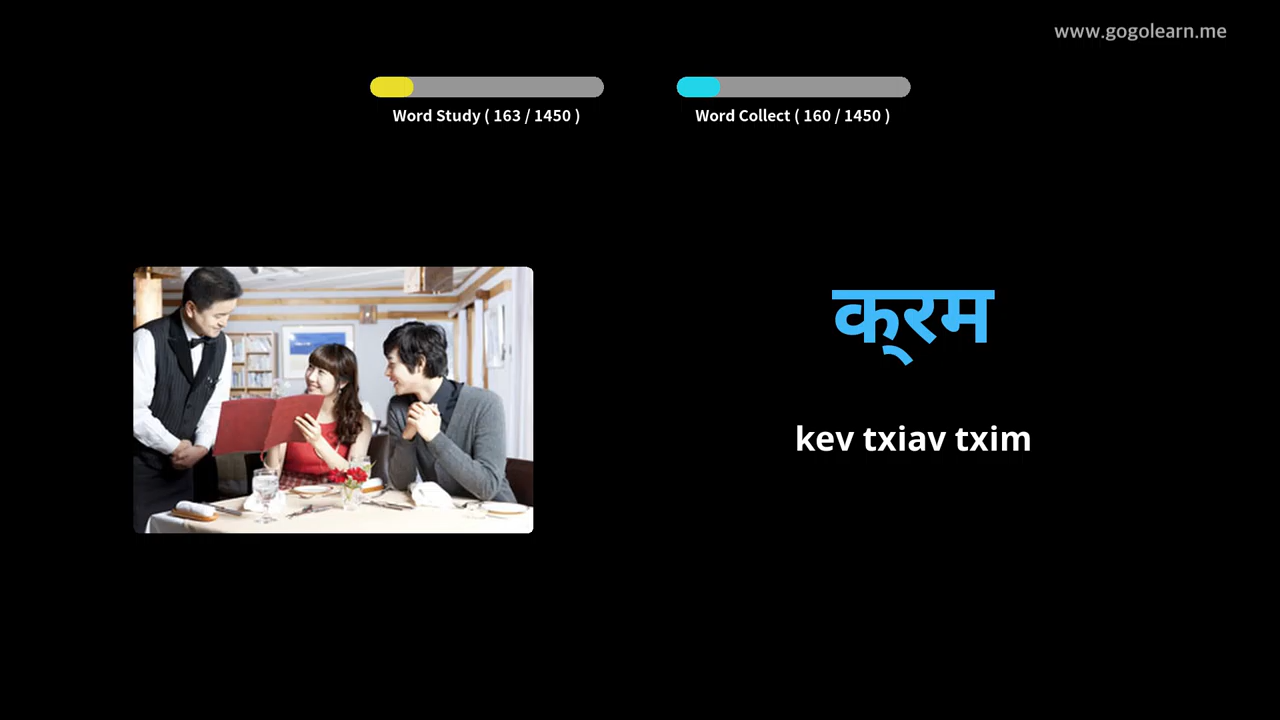 www.gogolearn.me
Word Study ( 163 / 1450 )
Word Collect ( 160 / 1450 )
क्रम
kev txiav txim